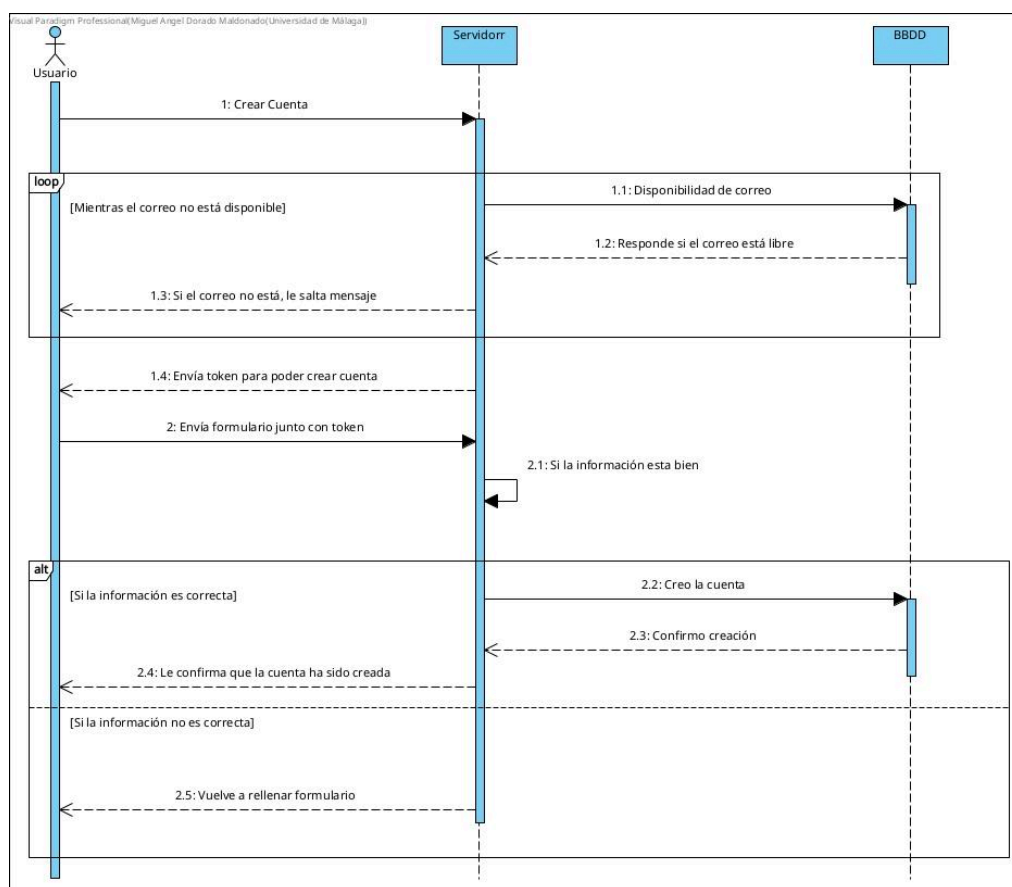 Visual Paradigm Professional(Miguel Angel Dorado Maldonado(Universidad de Málaga))
Usuario
Servidorr
BBDD
1: Crear Cuenta
loop
[Mientras el correo no está disponible]
1.1: Disponibilidad de correo
1.2: Responde si el correo está libre
1.3: Si el correo no está, le salta mensaje
1.4: Envía token para poder crear cuenta
2: Envía formulario junto con token
2.1: Si la información esta bien
alt
[Si la información es correcta]
2.2: Creo la cuenta
2.3: Confirmo creación
2.4: Le confirma que la cuenta ha sido creada
[Si la información no es correcta]
2.5: Vuelve a rellenar formulario